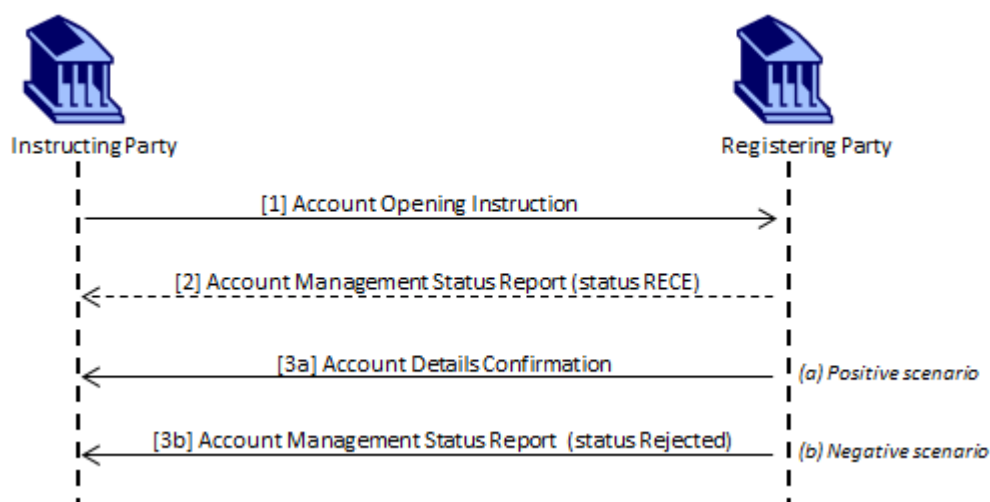 Instructing Party
Registering Party
[1] Account Opening Instruction
[2] Account Management Status Report (status RECE)
[3a] Account Details Confirmation
(a) Positive scenario
[3b] Account Management Status Report (status Rejected)
(b) Negative scenario